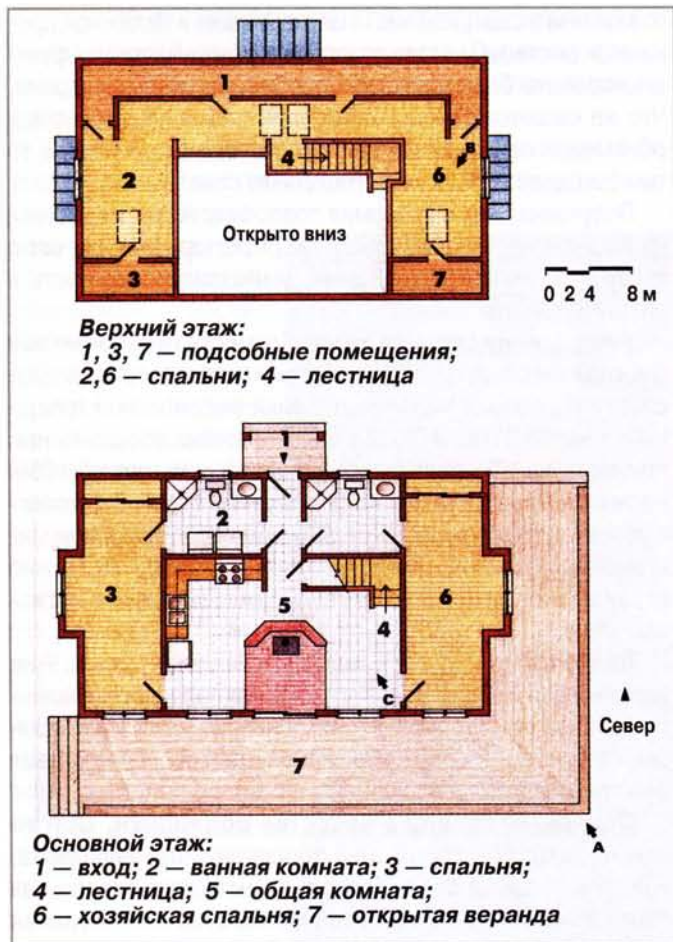 1
2
3
4
6
7
В
Открыто вниз
0 2 4 8 м
Верхний этаж:
1, 3, 7 — подсобные помещения;
2,6 — спальни; 4 — лестница
1
2
3
5
4
6
С
7
Север
А
Основной этаж:
1 — вход; 2 — ванная комната; 3 — спальня;
4 — лестница; 5 — общая комната;
6 — хозяйская спальня; 7 — открытая веранда